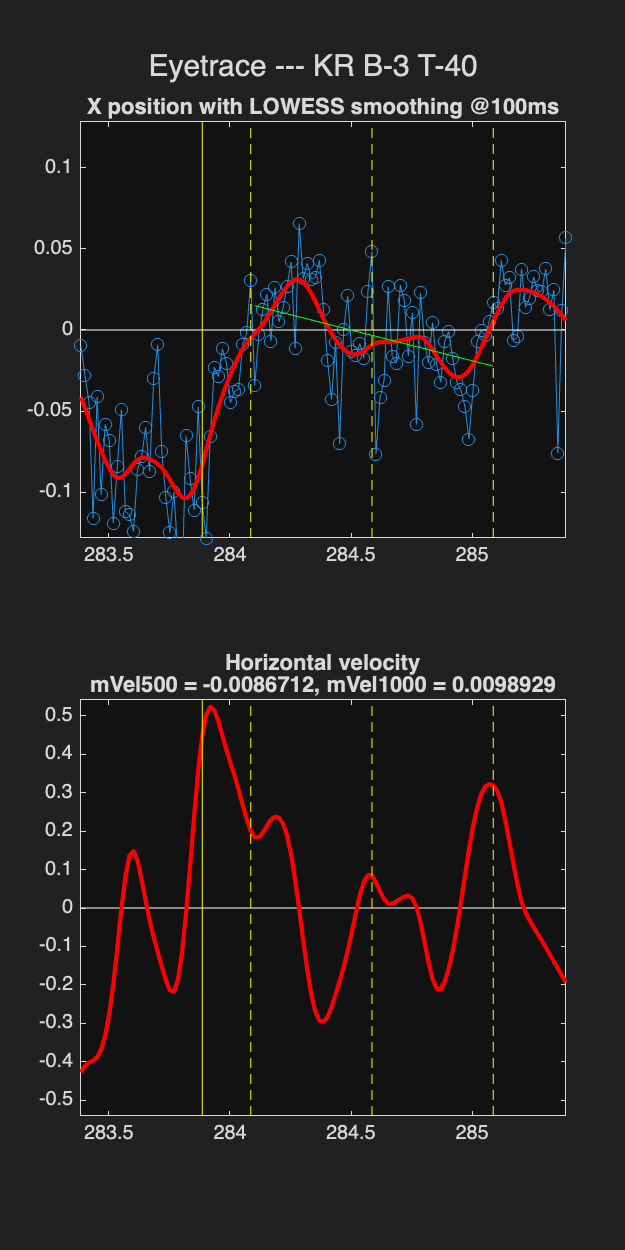 Eyetrace --- KR B-3 T-40
X position with LOWESS smoothing @100ms
0.1
0.05
0
-0.05
-0.1
283.5 284 284.5 285
Horizontal velocity
mVel500 = -0.0086712, mVel1000 = 0.0098929
0.5
0.4
0.3
0.2
0.1
0
-0.1
-0.2
-0.3
-0.4
-0.5
283.5 284 284.5 285